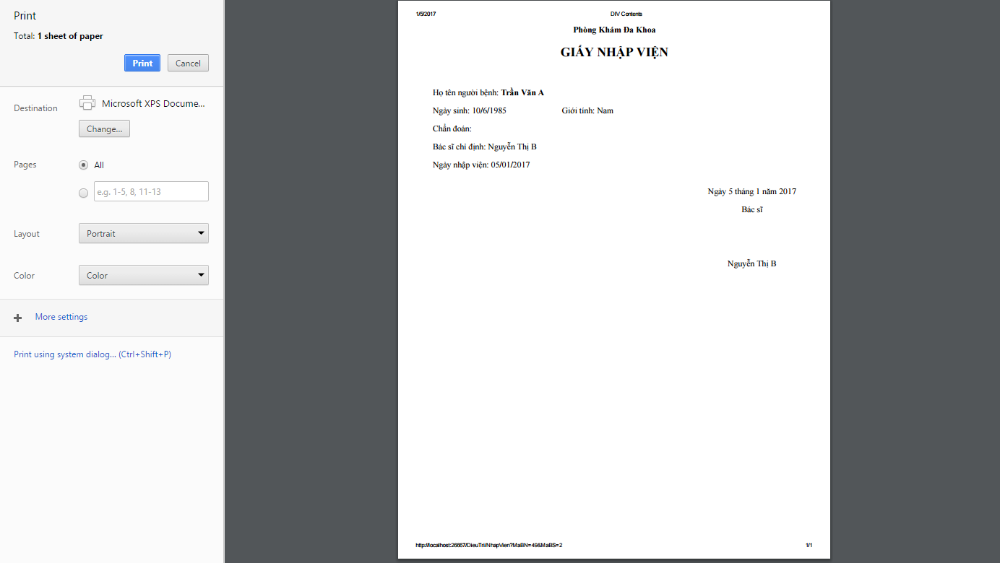 Print
Total: 1 sheet of paper
Print Cancel
Destination Microsoft XPS Docume...
Change...
Pages All
e.g. 1-5, 8, 11-13
Layout Portrait
Color Color
More settings
Print using system dialog... (Ctrl+Shift+P)
1/5/2017 DIV Contents
Phòng Khám Đa Khoa
GIẤY NHẬP VIỆN
Họ tên người bệnh: Trần Văn A
Ngày sinh: 10/6/1985 Giới tính: Nam
Chẩn đoán:
Bác sĩ chỉ định: Nguyễn Thị B
Ngày nhập viện: 05/01/2017
Ngày 5 tháng 1 năm 2017
Bác sĩ
Nguyễn Thị B
http://localhost:26667/DieuTri/NhapVien?MaBN=49&MaBS=2 1/1